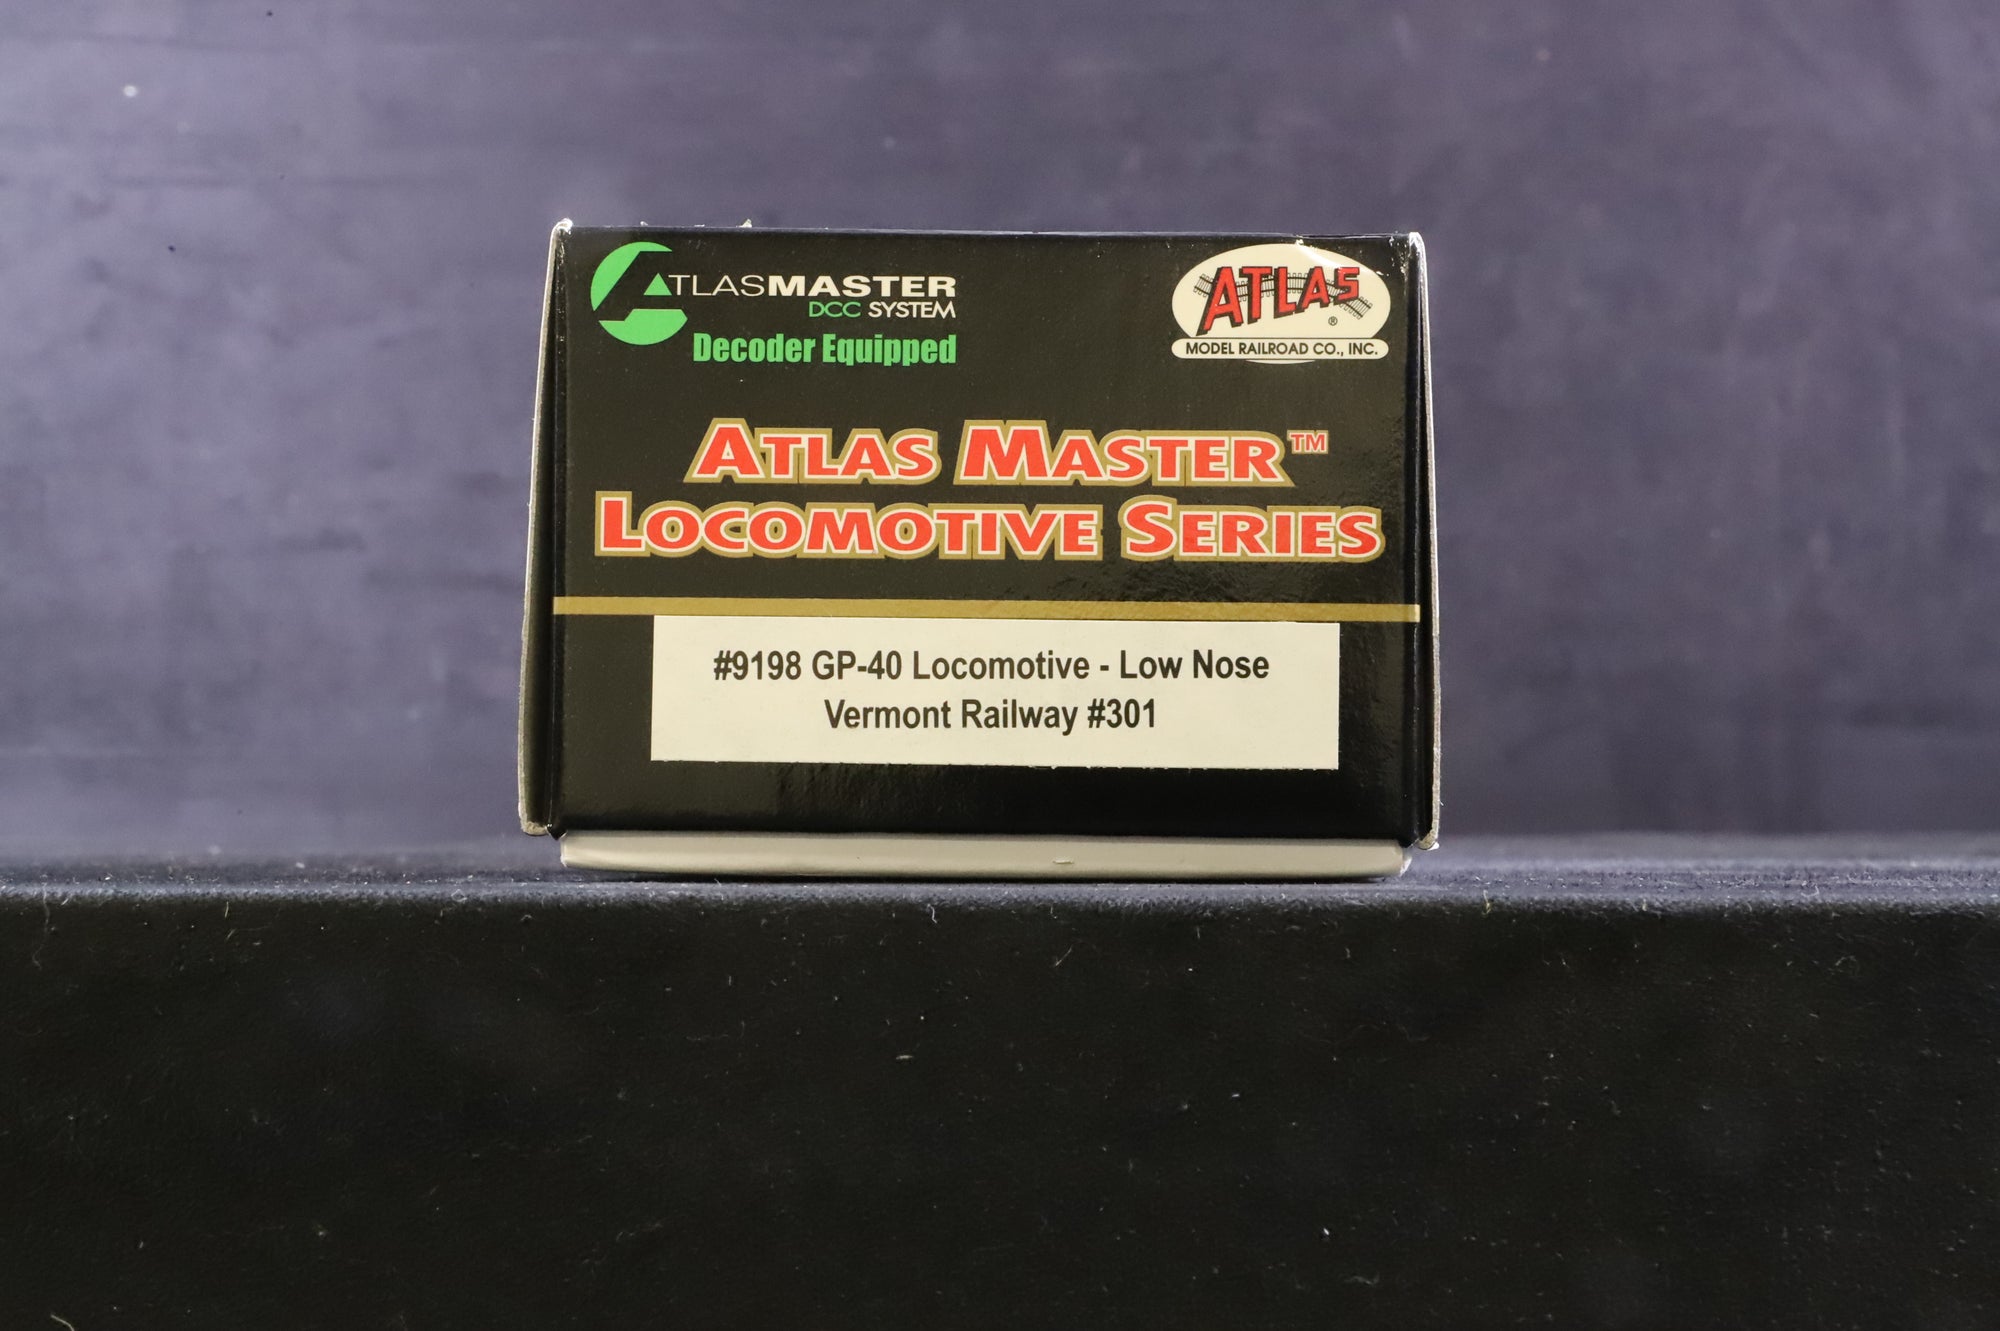 ATLASMASTER
DCC SYSTEM
Decoder Equipped
ATLAS
®
MODEL RAILROAD CO., INC.
ATLAS MASTER™
LOCOMOTIVE SERIES
#9198 GP-40 Locomotive - Low Nose
Vermont Railway #301